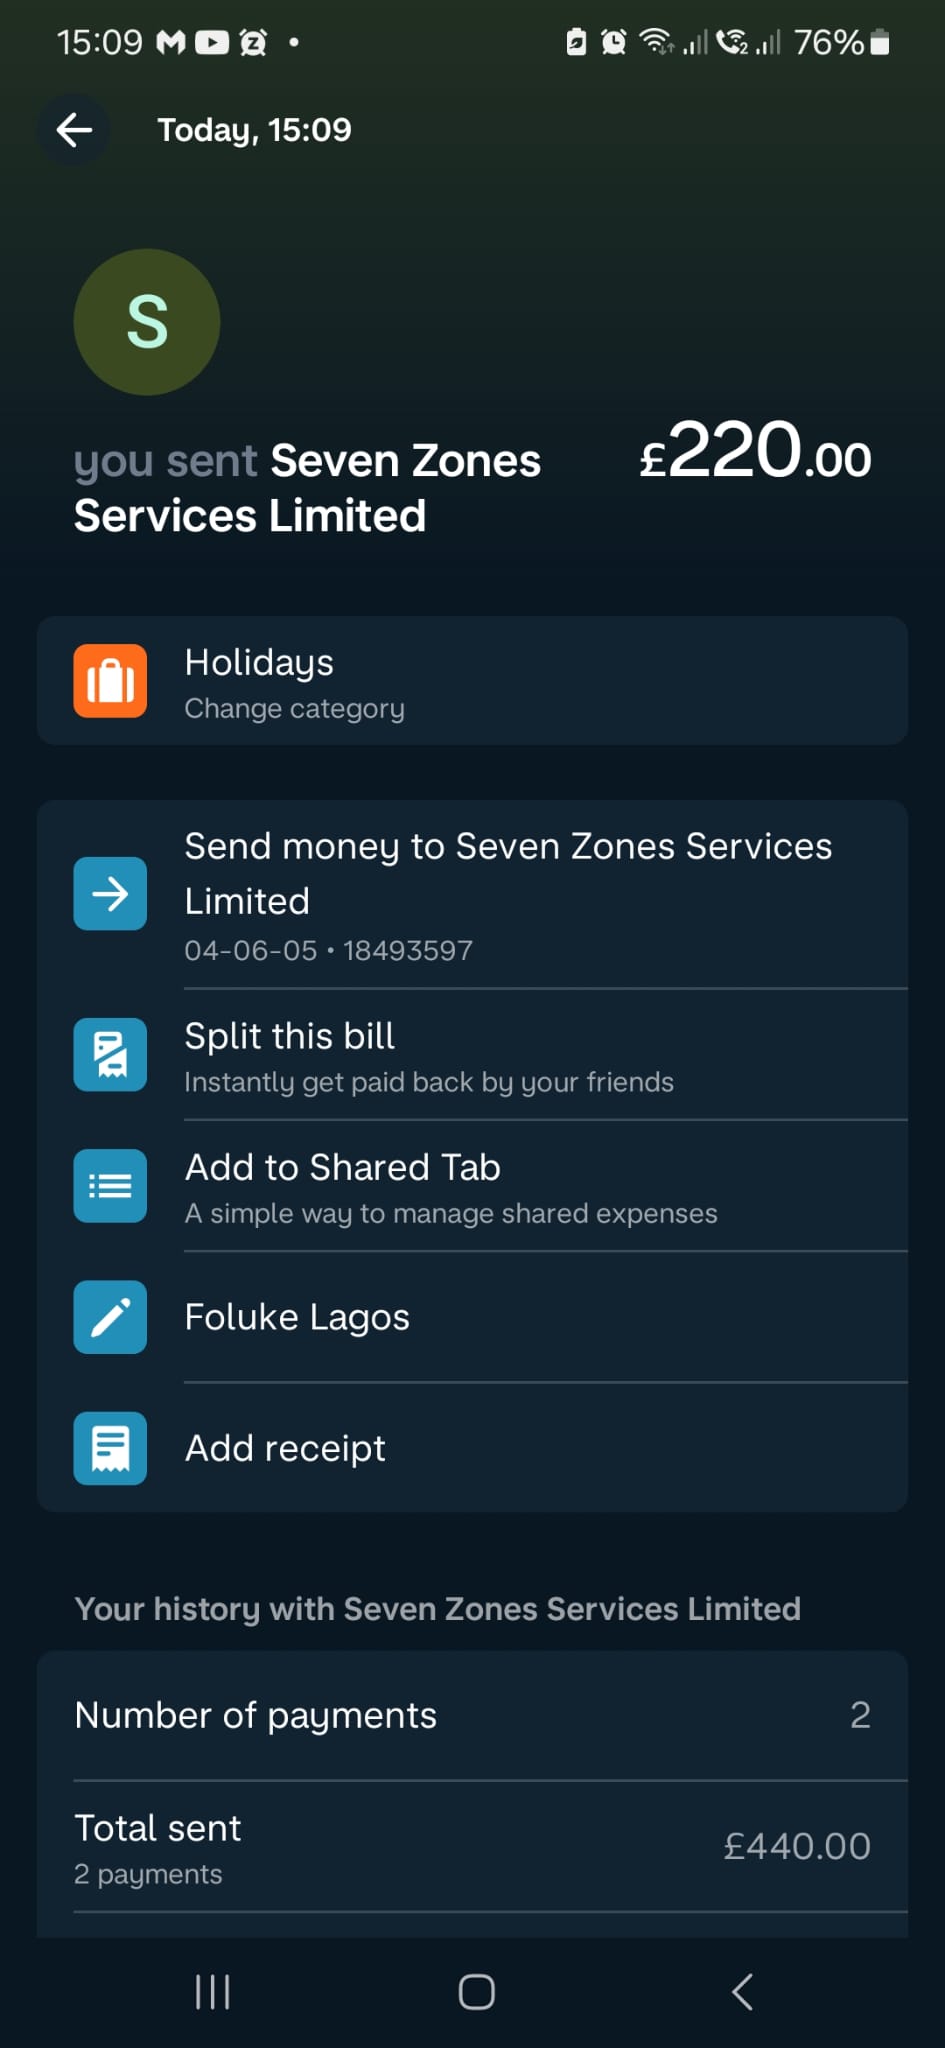 15:09
76%
Today, 15:09
S
you sent Seven Zones
Services Limited
£220.00
Holidays
Change category
Send money to Seven Zones Services
Limited
04-06-05 • 18493597
Split this bill
Instantly get paid back by your friends
Add to Shared Tab
A simple way to manage shared expenses
Foluke Lagos
Add receipt
Your history with Seven Zones Services Limited
Number of payments 2
Total sent
2 payments
£440.00